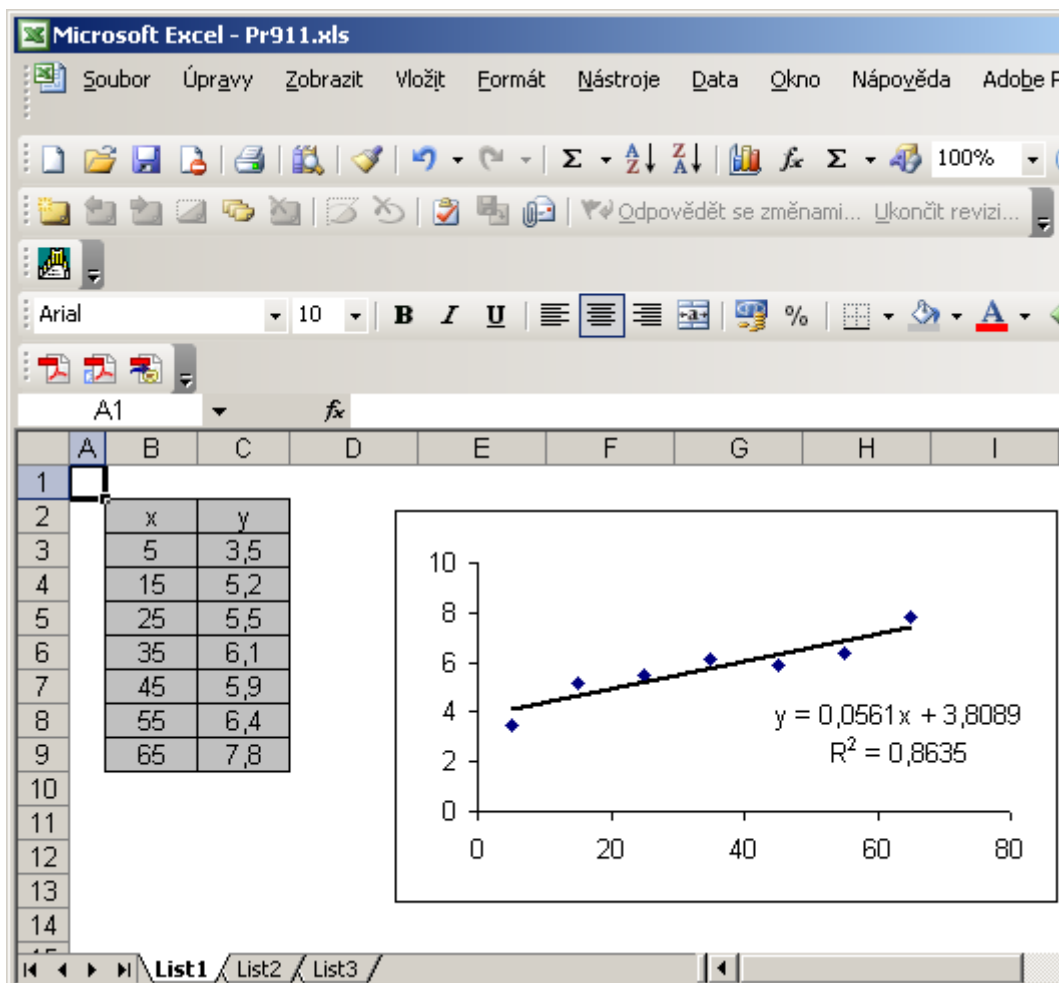 Microsoft Excel - Pr911.xls
Soubor Úpravy Zobrazit Vložit Formát Nástroje Data Okno Nápověda Adobe P
100%
Odpovědět se změnami... Ukončit revizi...
Arial 10 B I U %
A1 fx
A B C D E F G H I
1
2 x y
3 5 3,5
4 15 5,2
5 25 5,5
6 35 6,1
7 45 5,9
8 55 6,4
9 65 7,8
10
11
12
13
14
10
8
6
4
2
0
0 20 40 60 80
y = 0,0561x + 3,8089
R² = 0,8635
List1 List2 List3